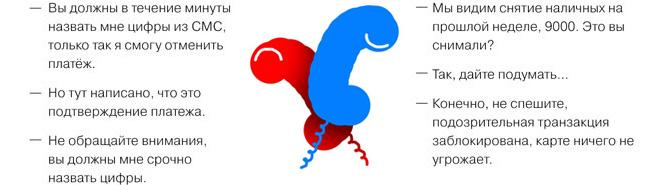 — Вы должны в течение минуты
назвать мне цифры из СМС,
только так я смогу отменить
платёж.
— Но тут написано, что это
подтверждение платежа.
— Не обращайте внимания,
вы должны мне срочно
назвать цифры.
— Мы видим снятие наличных на
прошлой неделе, 9000. Это вы
снимали?
— Так, дайте подумать...
— Конечно, не спешите,
подозрительная транзакция
заблокирована, карте ничего не
угрожает.